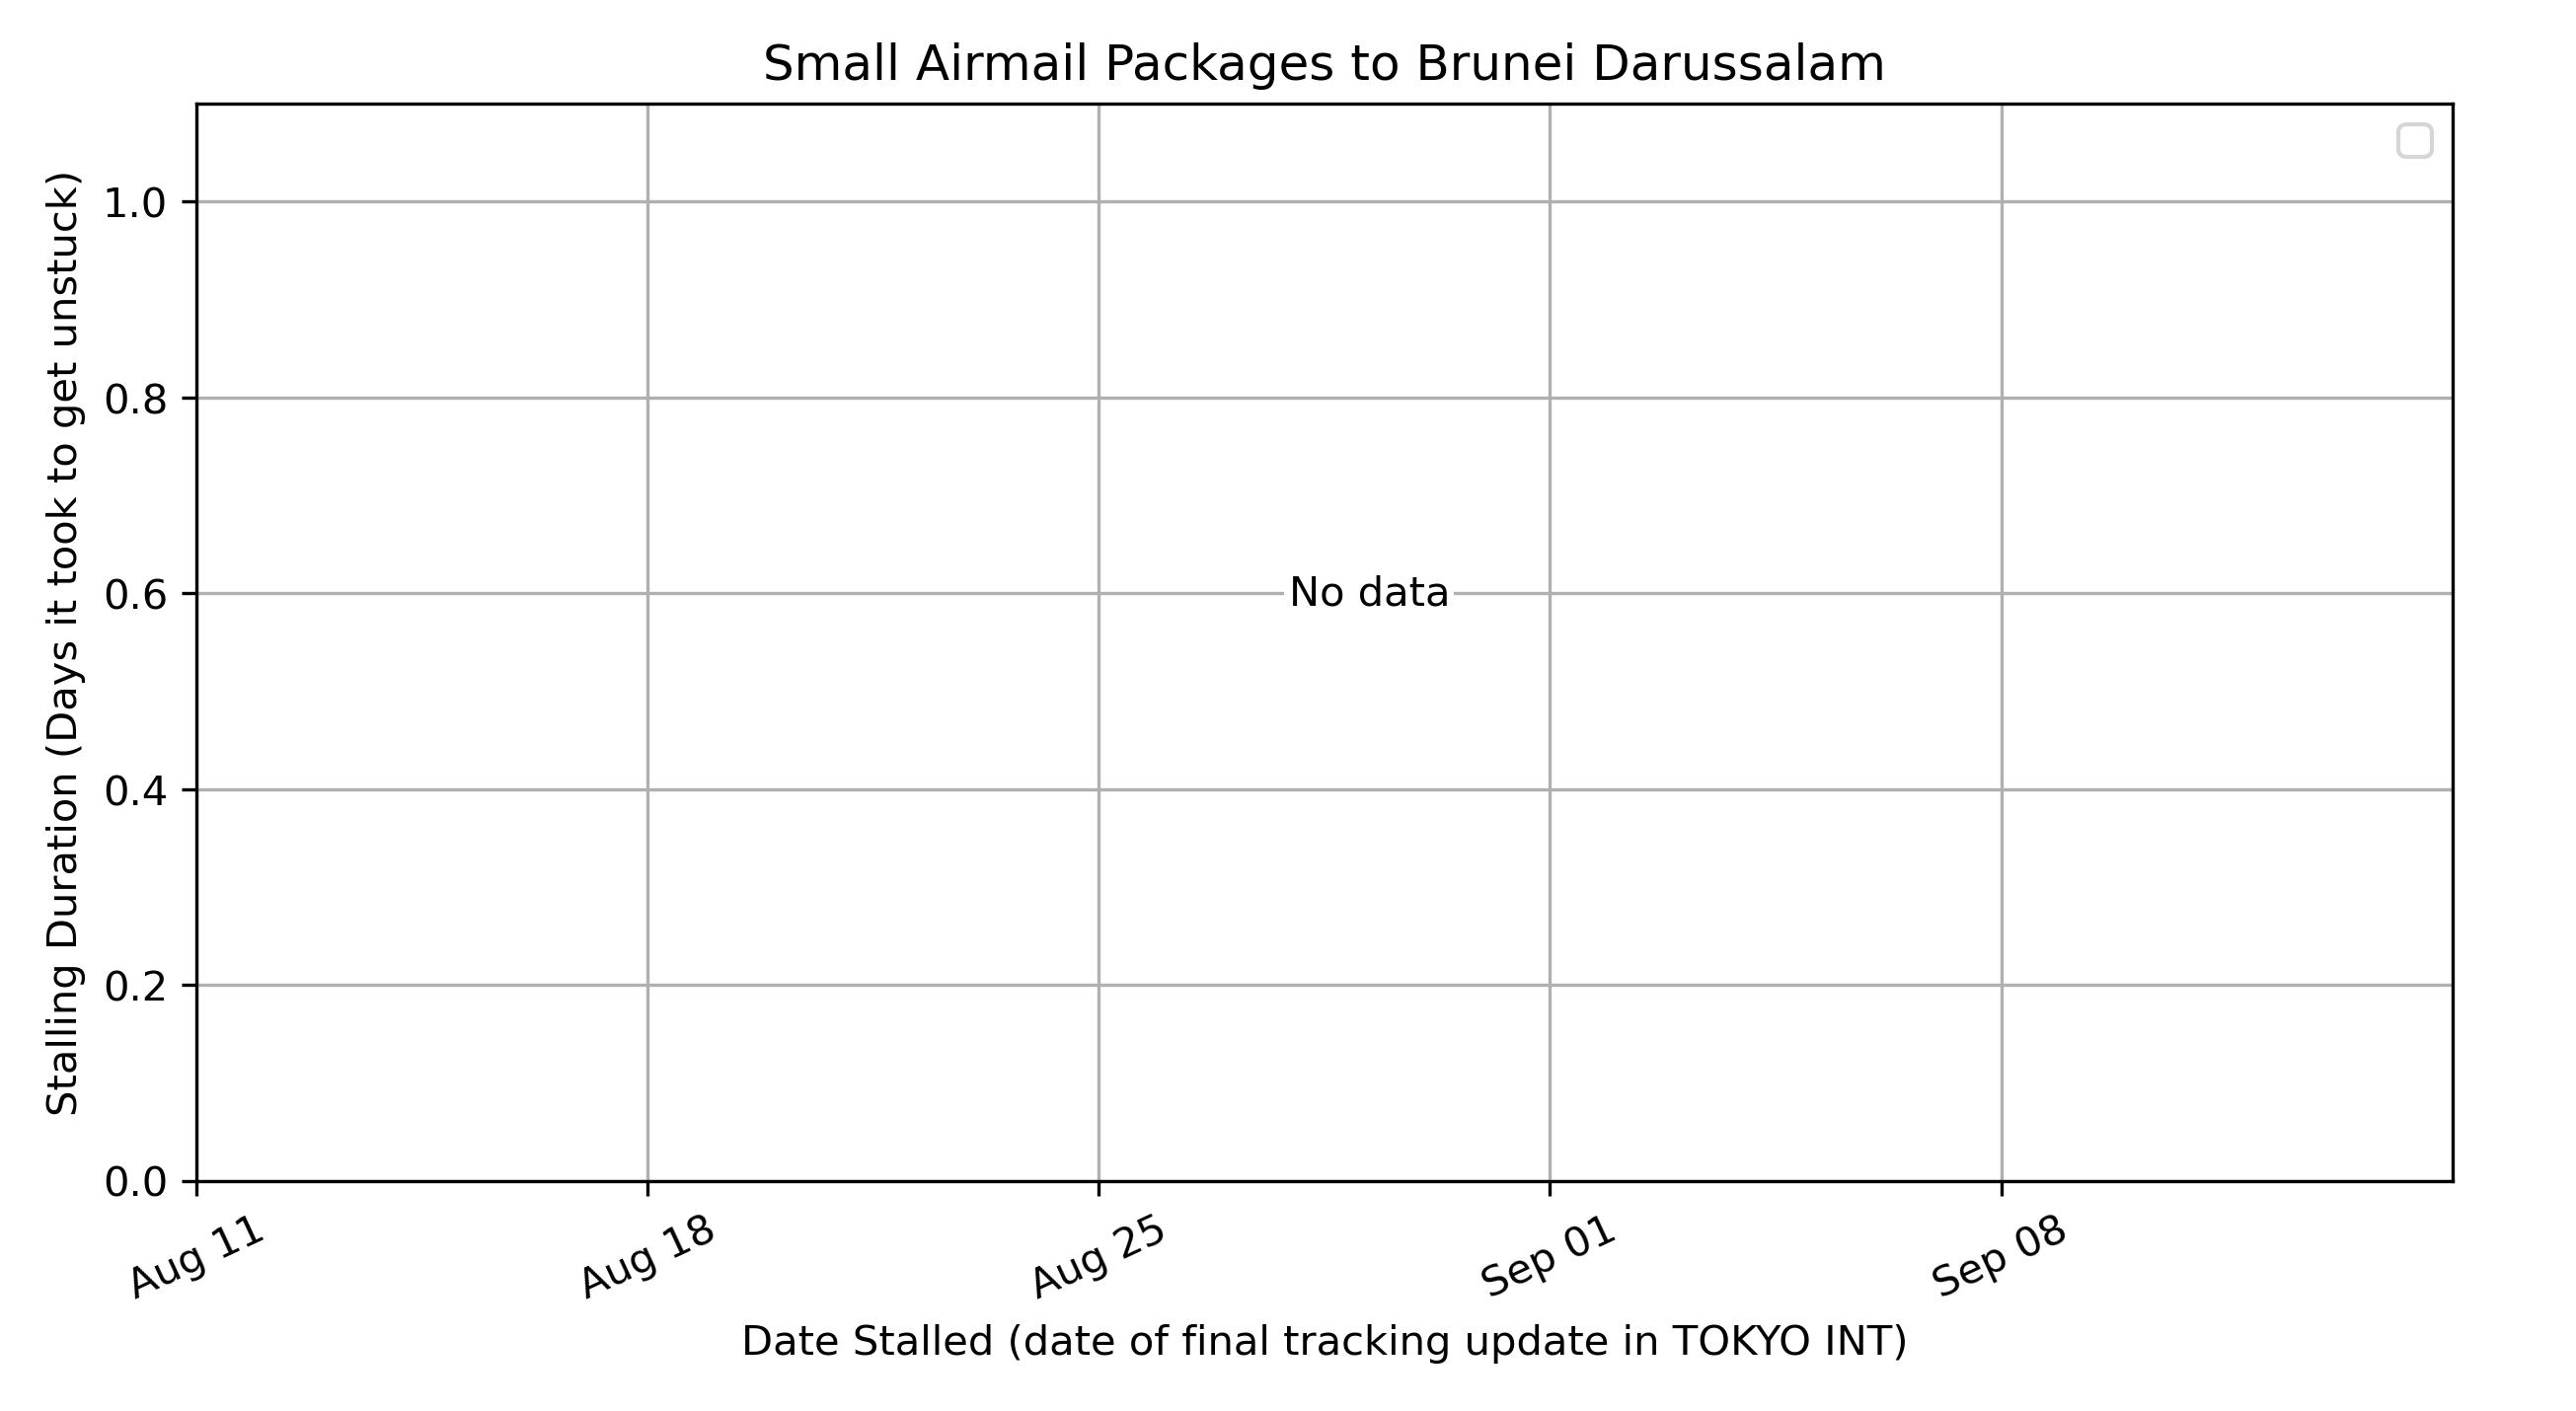 Small Airmail Packages to Brunei Darussalam
Stalling Duration (Days it took to get unstuck)
1.0
0.8
0.6
0.4
0.2
0.0
No data
Aug 11
Aug 18
Aug 25
Sep 01
Sep 08
Date Stalled (date of final tracking update in TOKYO INT)